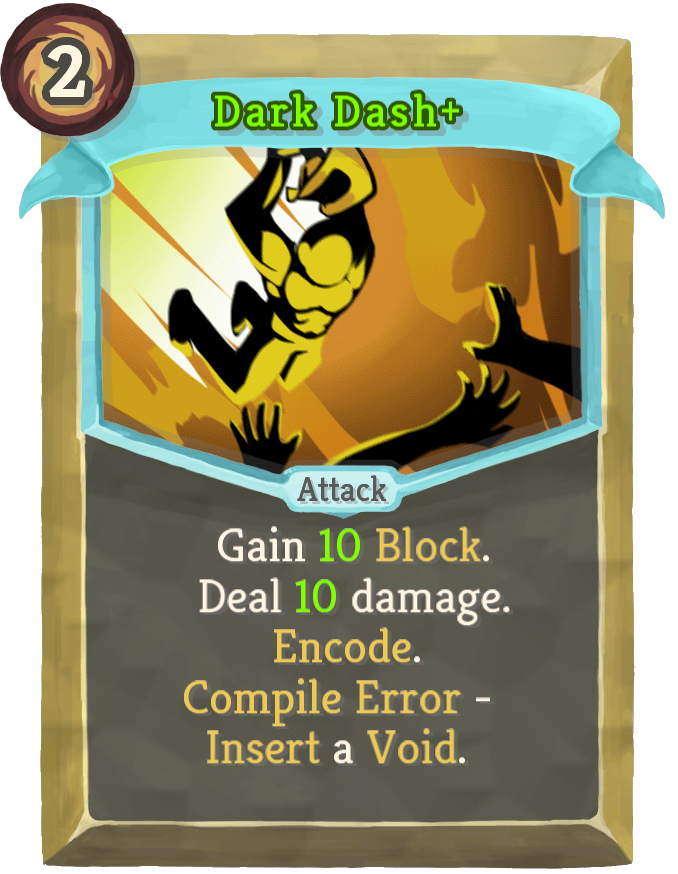 2
Dark Dash+
Attack
Gain 10 Block.
Deal 10 damage.
Encode.
Compile Error -
Insert a Void.